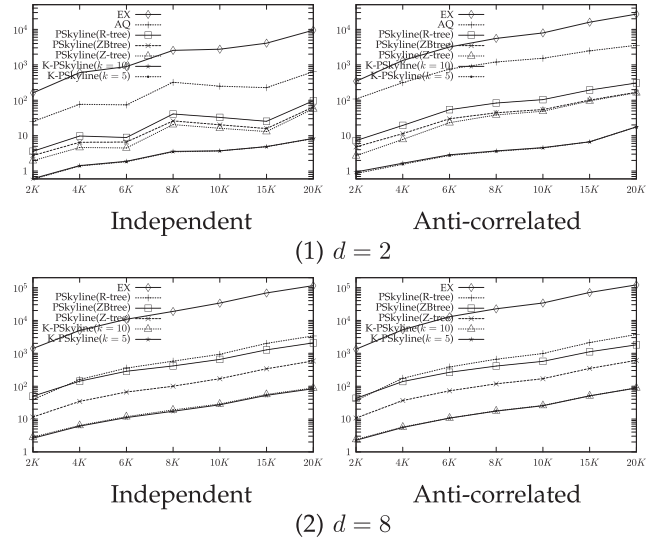 10^4
10^3
10^2
10
1
EX
AQ
PSkyline(R-tree)
PSkyline(ZBtree)
PSkyline(Z-tree)
K-PSkyline(k = 10)
K-PSkyline(k = 5)
2K 4K 6K 8K 10K 15K 20K
Independent
10^4
10^3
10^2
10
1
EX
AQ
PSkyline(R-tree)
PSkyline(ZBtree)
PSkyline(Z-tree)
K-PSkyline(k = 10)
K-PSkyline(k = 5)
2K 4K 6K 8K 10K 15K 20K
Anti-correlated
(1) d = 2
10^5
10^4
10^3
10^2
10
1
EX
PSkyline(R-tree)
PSkyline(ZBtree)
PSkyline(Z-tree)
K-PSkyline(k = 10)
K-PSkyline(k = 5)
2K 4K 6K 8K 10K 15K 20K
Independent
10^5
10^4
10^3
10^2
10
1
EX
PSkyline(R-tree)
PSkyline(ZBtree)
PSkyline(Z-tree)
K-PSkyline(k = 10)
K-PSkyline(k = 5)
2K 4K 6K 8K 10K 15K 20K
Anti-correlated
(2) d = 8